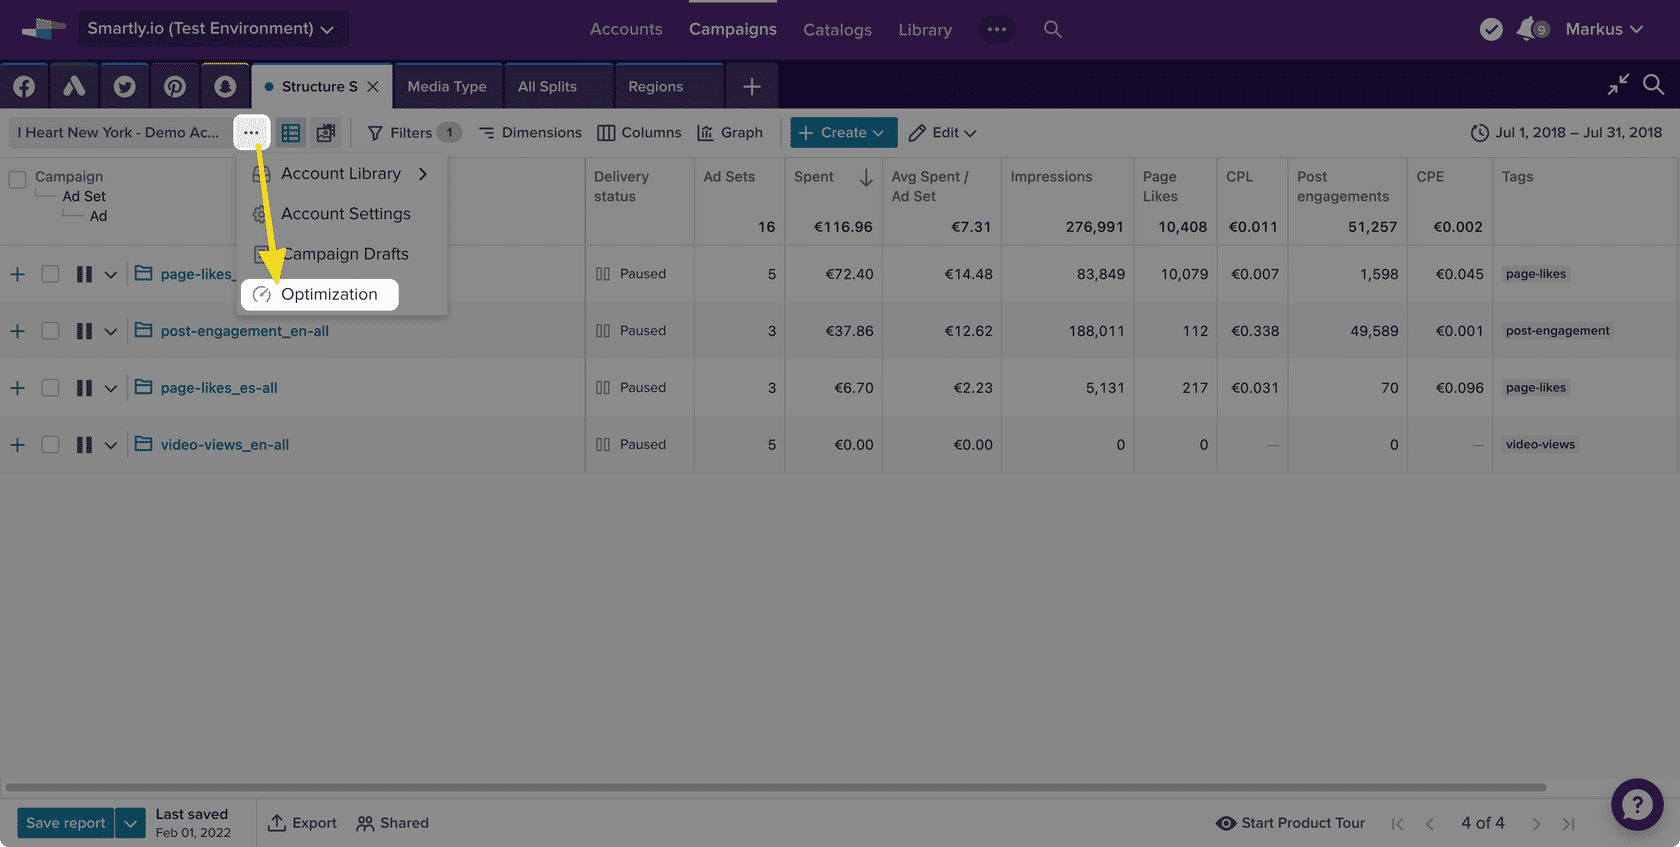 Smartly.io (Test Environment)
Accounts
Campaigns
Catalogs
Library
9
Markus
Structure S
Media Type
All Splits
Regions
I Heart New York - Demo Ac...
Filters 1
Dimensions
Columns
Graph
+ Create
Edit
Jul 1, 2018 – Jul 31, 2018
Account Library
Account Settings
Campaign Drafts
Optimization
Campaign
Ad Set
Ad
Delivery status
Ad Sets
Spent
Avg Spent / Ad Set
Impressions
Page Likes
CPL
Post engagements
CPE
Tags
16 €116.96 €7.31 276,991 10,408 €0.011 51,257 €0.002
page-likes_ Paused 5 €72.40 €14.48 83,849 10,079 €0.007 1,598 €0.045 page-likes
post-engagement_en-all Paused 3 €37.86 €12.62 188,011 112 €0.338 49,589 €0.001 post-engagement
page-likes_es-all Paused 3 €6.70 €2.23 5,131 217 €0.031 70 €0.096 page-likes
video-views_en-all Paused 5 €0.00 €0.00 0 0 — 0 — video-views
Save report
Last saved
Feb 01, 2022
Export
Shared
Start Product Tour
4 of 4
?